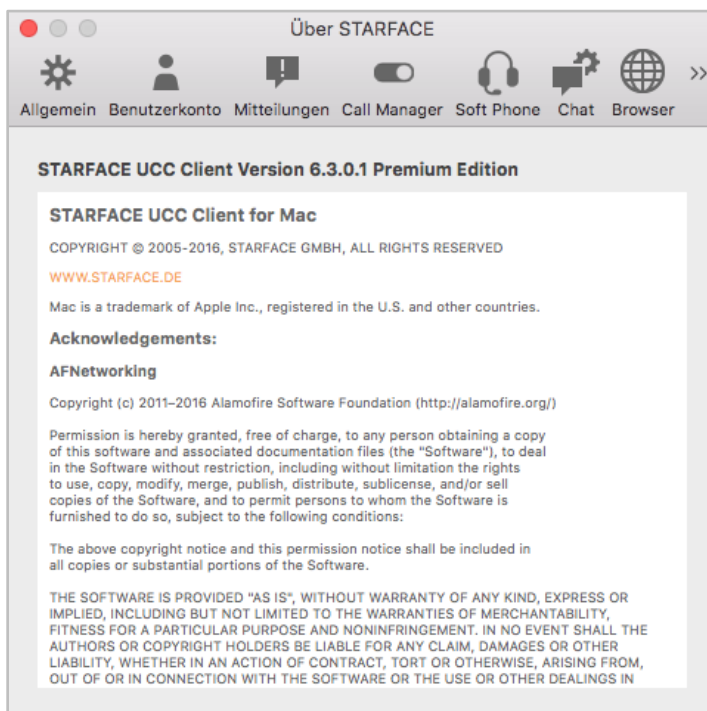 Über STARFACE
Allgemein Benutzerkonto Mitteilungen Call Manager Soft Phone Chat Browser
STARFACE UCC Client Version 6.3.0.1 Premium Edition
STARFACE UCC Client for Mac
COPYRIGHT © 2005-2016, STARFACE GMBH, ALL RIGHTS RESERVED
WWW.STARFACE.DE
Mac is a trademark of Apple Inc., registered in the U.S. and other countries.
Acknowledgements:
AFNetworking
Copyright (c) 2011–2016 Alamofire Software Foundation (http://alamofire.org/)
Permission is hereby granted, free of charge, to any person obtaining a copy
of this software and associated documentation files (the "Software"), to deal
in the Software without restriction, including without limitation the rights
to use, copy, modify, merge, publish, distribute, sublicense, and/or sell
copies of the Software, and to permit persons to whom the Software is
furnished to do so, subject to the following conditions:
The above copyright notice and this permission notice shall be included in
all copies or substantial portions of the Software.
THE SOFTWARE IS PROVIDED "AS IS", WITHOUT WARRANTY OF ANY KIND, EXPRESS OR
IMPLIED, INCLUDING BUT NOT LIMITED TO THE WARRANTIES OF MERCHANTABILITY,
FITNESS FOR A PARTICULAR PURPOSE AND NONINFRINGEMENT. IN NO EVENT SHALL THE
AUTHORS OR COPYRIGHT HOLDERS BE LIABLE FOR ANY CLAIM, DAMAGES OR OTHER
LIABILITY, WHETHER IN AN ACTION OF CONTRACT, TORT OR OTHERWISE, ARISING FROM,
OUT OF OR IN CONNECTION WITH THE SOFTWARE OR THE USE OR OTHER DEALINGS IN